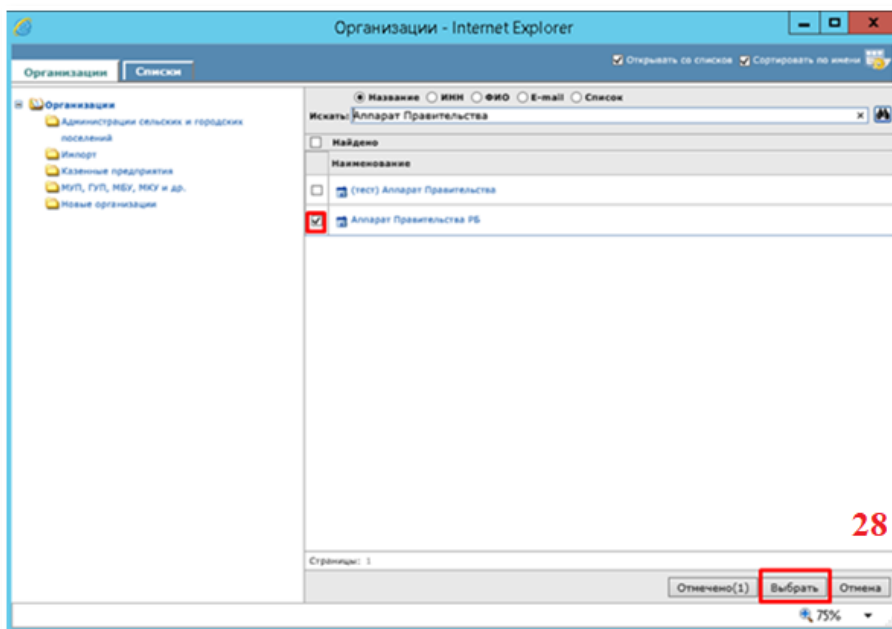 Организации - Internet Explorer
Организации
Списки
Открывать со списков
Сортировать по имени
Организации
Администрации сельских и городских
поселений
Импорт
Казенные предприятия
МУП, ГУП, МБУ, МКУ и др.
Новые организации
Название ИНН ФИО E-mail Список
Искать: Аппарат Правительства
Найдено
Наименование
(тест) Аппарат Правительства
Аппарат Правительства РБ
28
Страницы: 1
Отмечено(1) Выбрать Отмена
75%